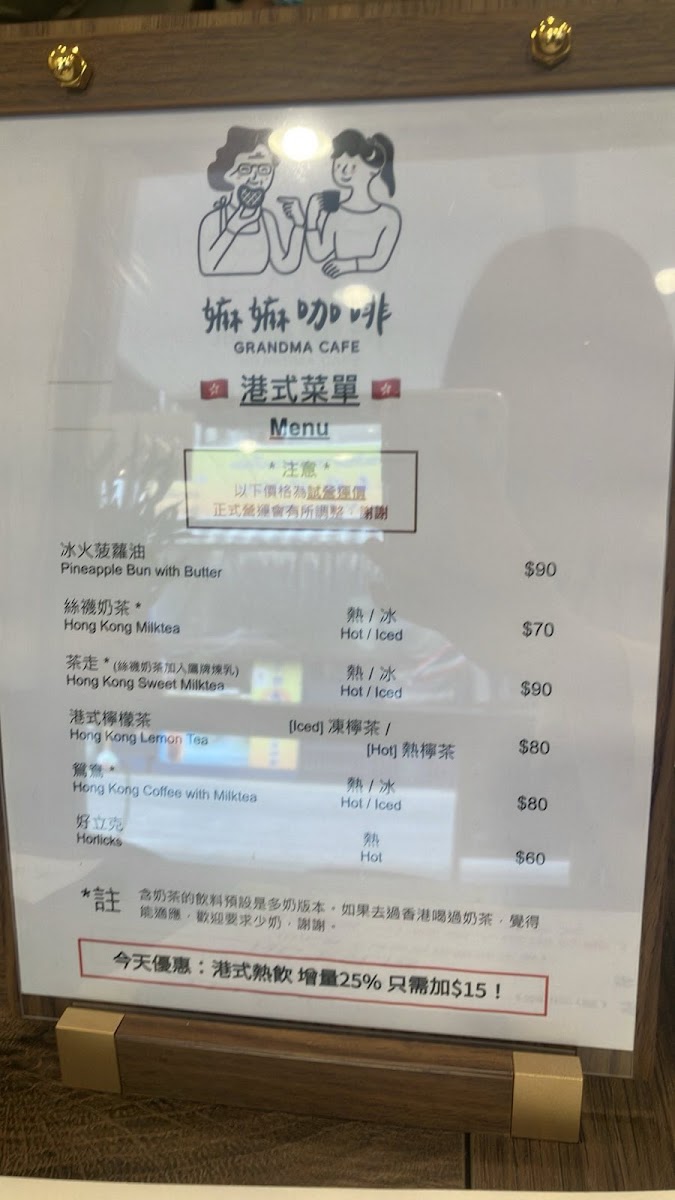 嫲嫲咖啡
GRANDMA CAFE
港式菜單
Menu
* 注意 *
以下價格為試營運價
正式營運會有所調整，謝謝
冰火菠蘿油
Pineapple Bun with Butter
$90
絲襪奶茶 *
Hong Kong Milktea
熱 / 冰
Hot / Iced
$70
茶走 * (絲襪奶茶加入鷹牌煉乳)
Hong Kong Sweet Milktea
熱 / 冰
Hot / Iced
$90
港式檸檬茶
Hong Kong Lemon Tea
[Iced] 凍檸茶 /
[Hot] 熱檸茶
$80
鴛鴦 *
Hong Kong Coffee with Milktea
熱 / 冰
Hot / Iced
$80
好立克
Horlicks
熱
Hot
$60
*註
含奶茶的飲料預設是多奶版本，如果去過香港喝過奶茶，覺得
能適應，歡迎要求少奶，謝謝。
今天優惠：港式熱飲 增量25% 只需加$15！